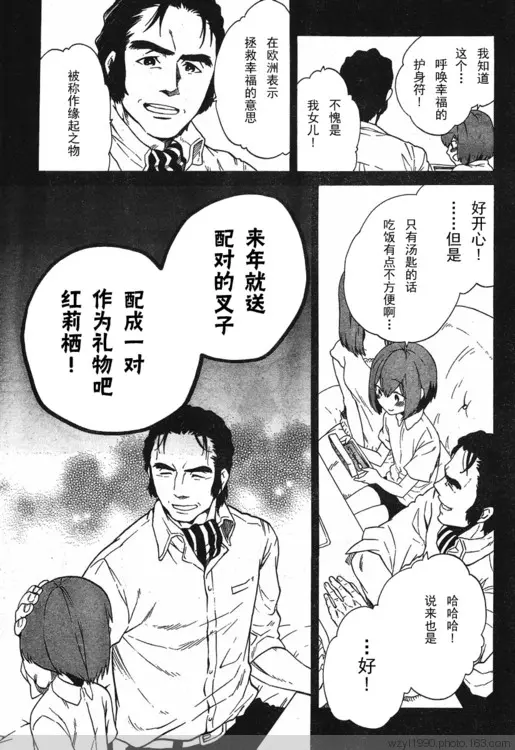 我知道
这个…
呼唤幸福的
护身符！
不愧是
我女儿！
在欧洲表示
拯救幸福的意思
被称作缘起之物
好开心！
……但是
只有汤匙的话
吃饭有点不方便啊…
哈哈哈！
说来也是
…好！
来年就送
配对的叉子
配成一对
作为礼物吧
红莉栖！
wzyl1990.photo.163.com